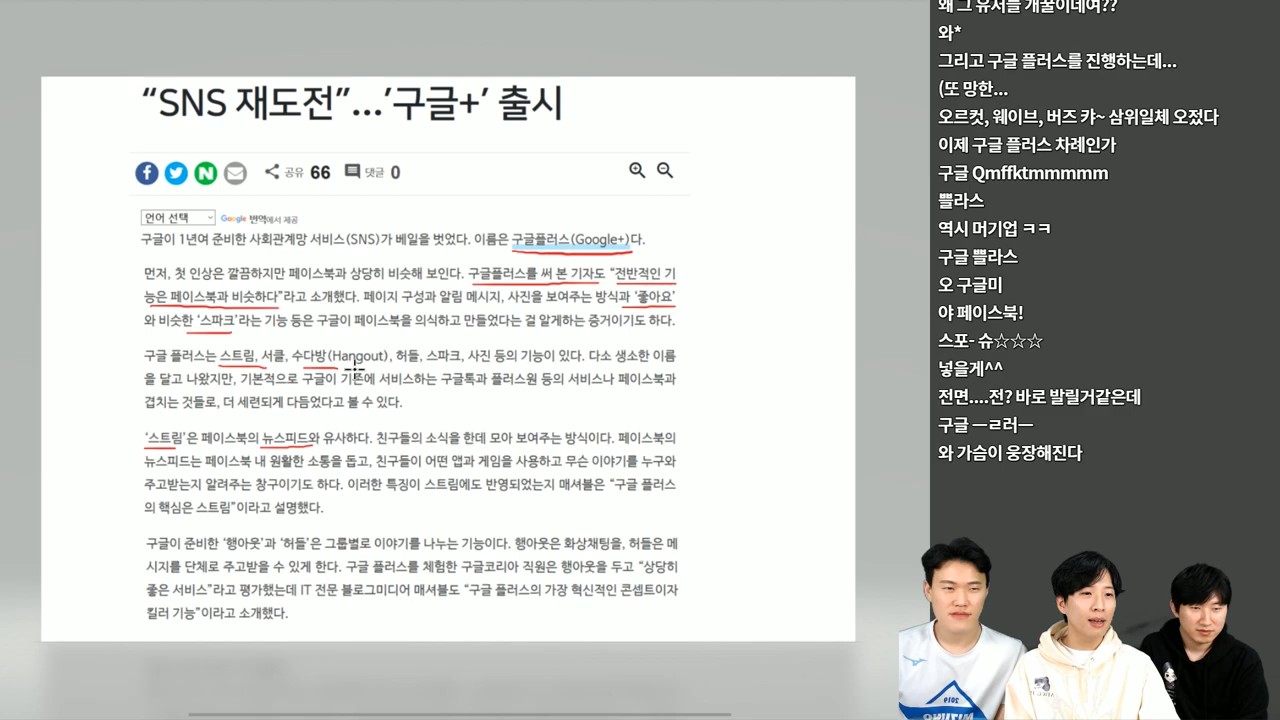 “SNS 재도전”...’구글+’ 출시
공유 66 댓글 0
언어 선택 Google 번역에서 제공
구글이 1년여 준비한 사회관계망 서비스(SNS)가 베일을 벗었다. 이름은 구글플러스(Google+)다.
먼저, 첫 인상은 깔끔하지만 페이스북과 상당히 비슷해 보인다. 구글플러스를 써 본 기자도 “전반적인 기
능은 페이스북과 비슷하다”라고 소개했다. 페이지 구성과 알림 메시지, 사진을 보여주는 방식과 ‘좋아요’
와 비슷한 ‘스파크’라는 기능 등은 구글이 페이스북을 의식하고 만들었다는 걸 알게하는 증거이기도 하다.
구글 플러스는 스트림, 서클, 수다방(Hangout), 허들, 스파크, 사진 등의 기능이 있다. 다소 생소한 이름
을 달고 나왔지만, 기본적으로 구글이 기존에 서비스하는 구글톡과 플러스원 등의 서비스나 페이스북과
겹치는 것들로, 더 세련되게 다듬었다고 볼 수 있다.
‘스트림’은 페이스북의 뉴스피드와 유사하다. 친구들의 소식을 한데 모아 보여주는 방식이다. 페이스북의
뉴스피드는 페이스북 내 원활한 소통을 돕고, 친구들이 어떤 앱과 게임을 사용하고 무슨 이야기를 누구와
주고받는지 알려주는 창구이기도 하다. 이러한 특징이 스트림에도 반영되었는지 매셔블은 “구글 플러스
의 핵심은 스트림”이라고 설명했다.
구글이 준비한 ‘행아웃’과 ‘허들’은 그룹별로 이야기를 나누는 기능이다. 행아웃은 화상채팅을, 허들은 메
시지를 단체로 주고받을 수 있게 한다. 구글 플러스를 체험한 구글코리아 직원은 행아웃을 두고 “상당히
좋은 서비스”라고 평가했는데 IT 전문 블로그미디어 매셔블도 “구글 플러스의 가장 혁신적인 콘셉트이자
킬러 기능”이라고 소개했다.
왜 그 유저들 개꿀이네여??
와*
그리고 구글 플러스를 진행하는데...
(또 망한...
오르컷, 웨이브, 버즈 캬~ 삼위일체 오졌다
이제 구글 플러스 차례인가
구글 Qmffktmmmmm
쁠라스
역시 머기업 ㅋㅋ
구글 쁠라스
오 구글미
야 페이스북!
스포- 슈☆☆☆
넣을게^^
전면....전? 바로 발릴거같은데
구글 ㅡㄹ러ㅡ
와 가슴이 웅장해진다